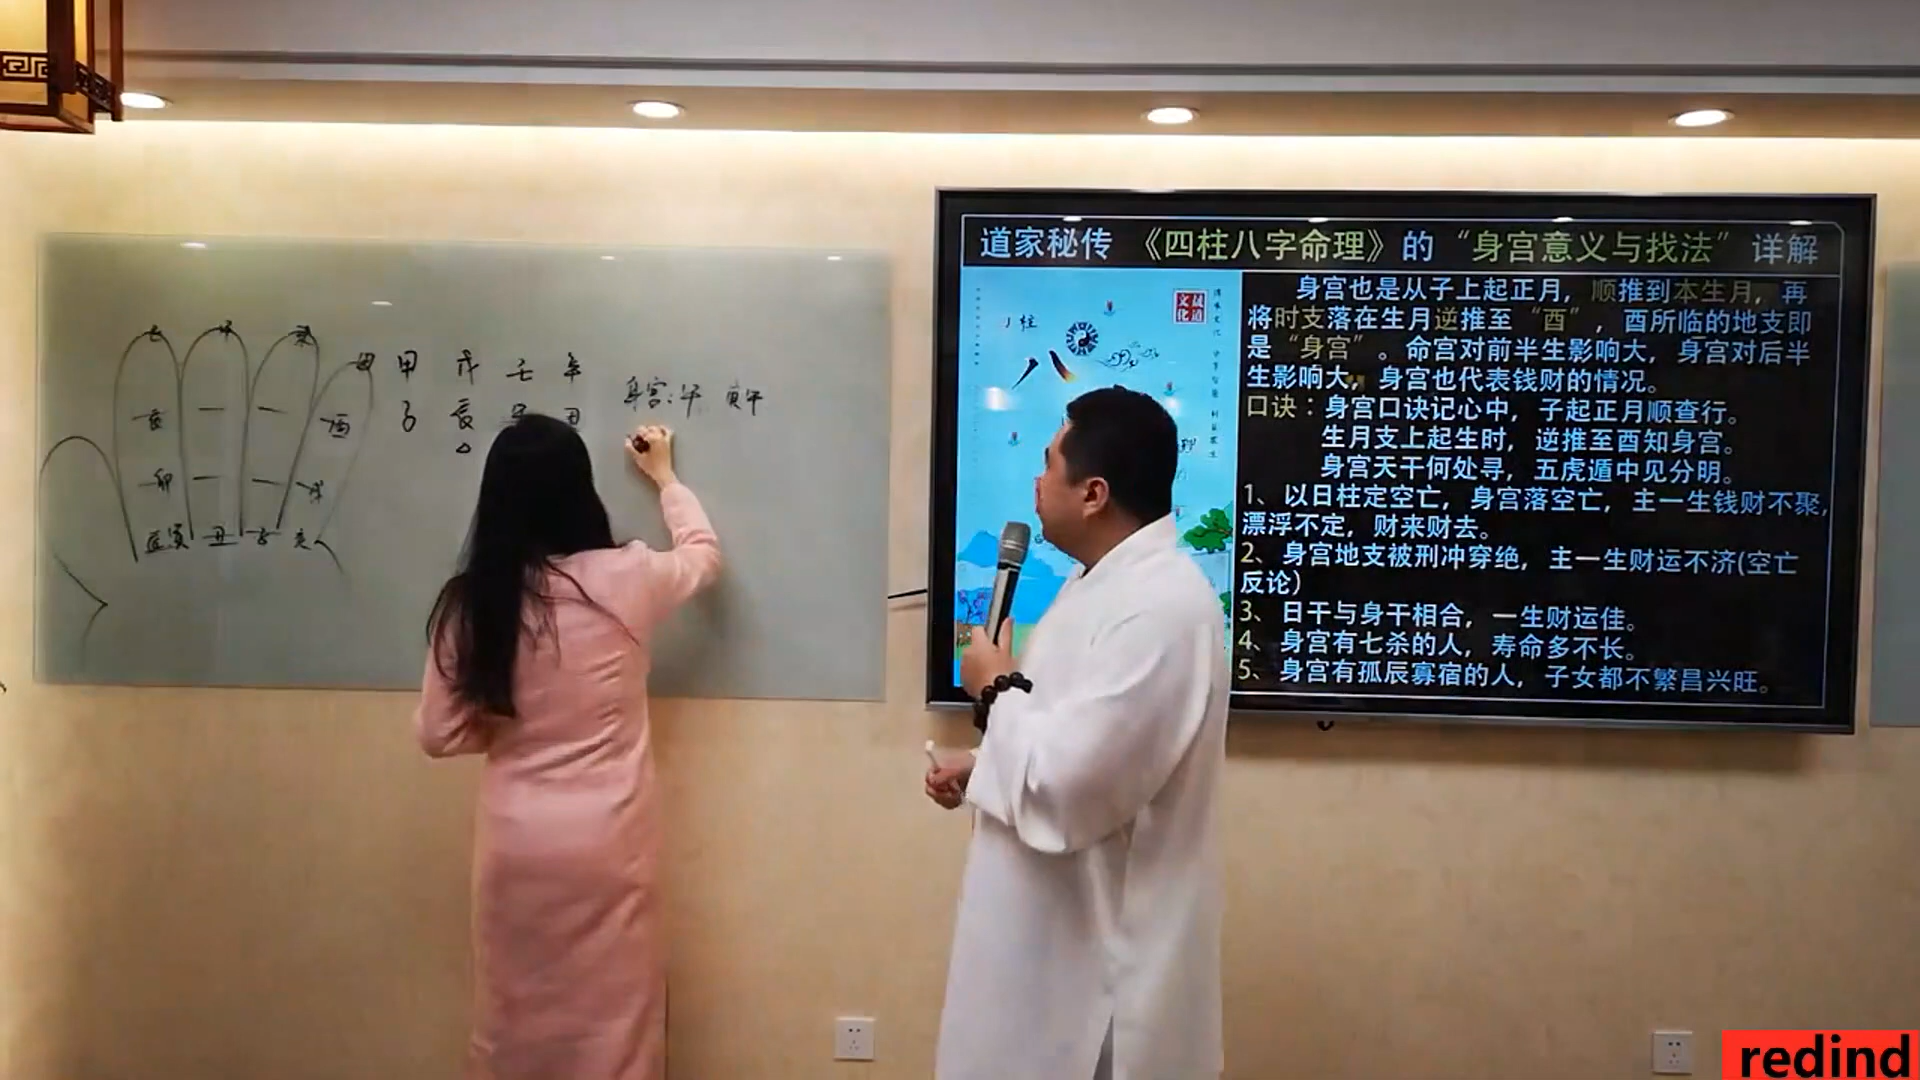 道家秘传 《四柱八字命理》的“身宫意义与找法”详解
身宫也是从子上起正月，顺推到本生月，再
将时支落在生月逆推至“酉”，酉所临的地支即
是“身宫”。命宫对前半生影响大，身宫对后半
生影响大，身宫也代表钱财的情况。
口诀：身宫口诀记心中，子起正月顺查行。
生月支上起生时，逆推至酉知身宫。
身宫天干何处寻，五虎遁中见分明。
1、以日柱定空亡，身宫落空亡，主一生钱财不聚，
漂浮不定，财来财去。
2、身宫地支被刑冲穿绝，主一生财运不济(空亡
反论）
3、日干与身干相合，一生财运佳。
4、身宫有七杀的人，寿命多不长。
5、身宫有孤辰寡宿的人，子女都不繁昌兴旺。
八
甲 戊 壬
子 辰
身宫：午 庚午
酉
卯
寅 丑 子 亥
redind